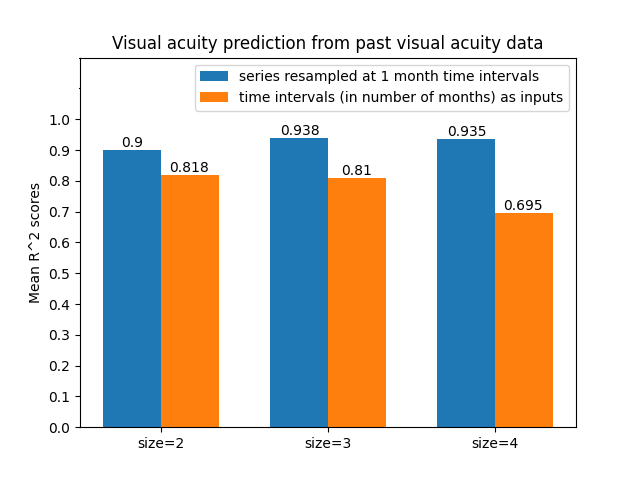 Visual acuity prediction from past visual acuity data
series resampled at 1 month time intervals
time intervals (in number of months) as inputs
Mean R^2 scores
1.0
0.9
0.8
0.7
0.6
0.5
0.4
0.3
0.2
0.1
0.0
0.9
0.818
0.938
0.81
0.935
0.695
size=2
size=3
size=4